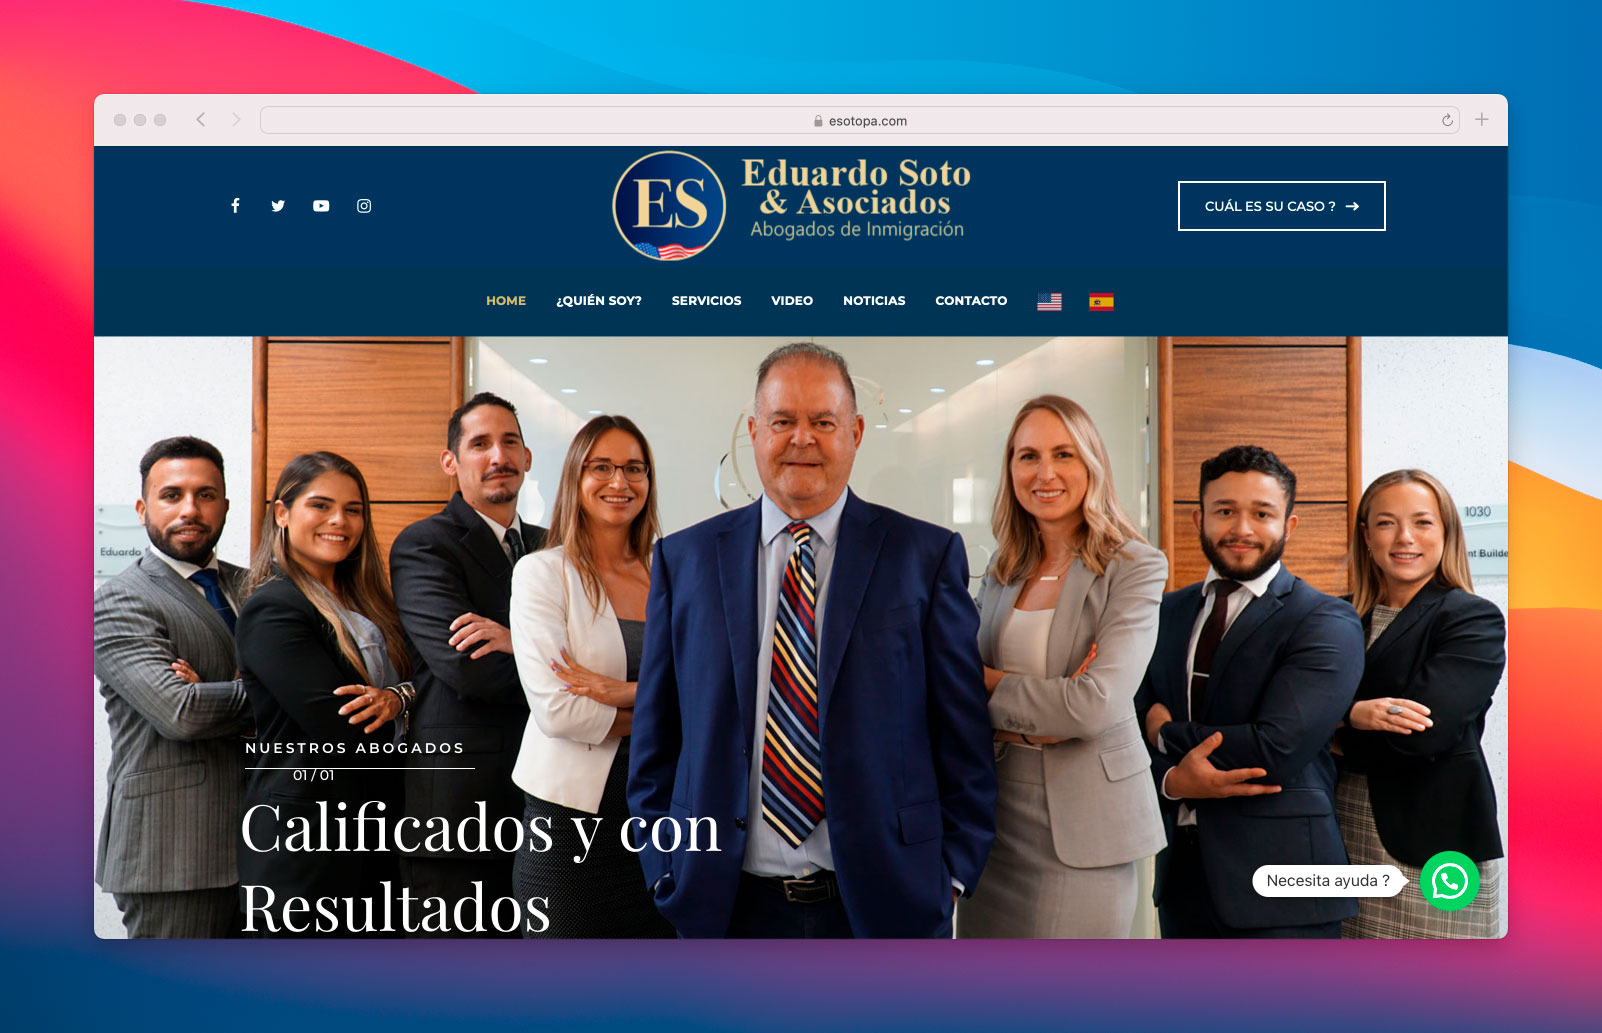 esotopa.com
ES
Eduardo Soto
& Asociados
Abogados de Inmigración
CUÁL ES SU CASO ?
HOME ¿QUIÉN SOY? SERVICIOS VIDEO NOTICIAS CONTACTO
1030
Eduardo
nt Builde
NUESTROS ABOGADOS
01 / 01
Calificados y con
Resultados
Necesita ayuda ?